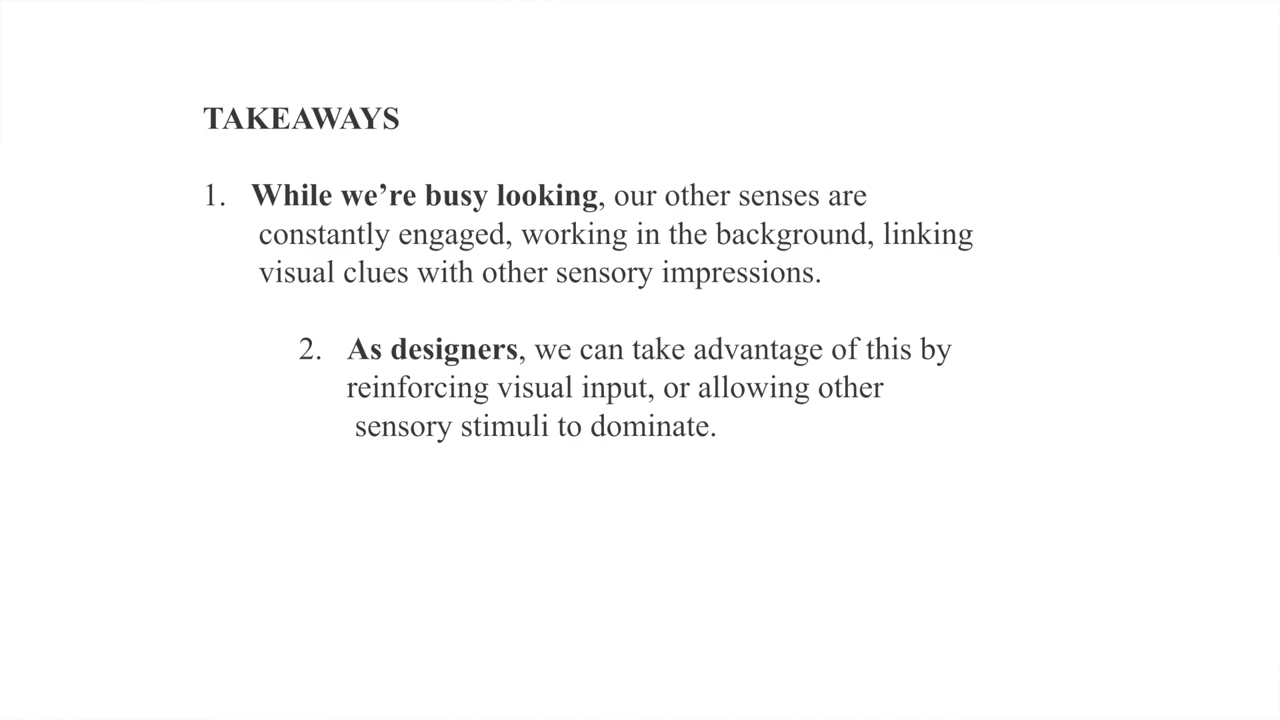 TAKEAWAYS
1. While we’re busy looking, our other senses are
constantly engaged, working in the background, linking
visual clues with other sensory impressions.
2. As designers, we can take advantage of this by
reinforcing visual input, or allowing other
sensory stimuli to dominate.